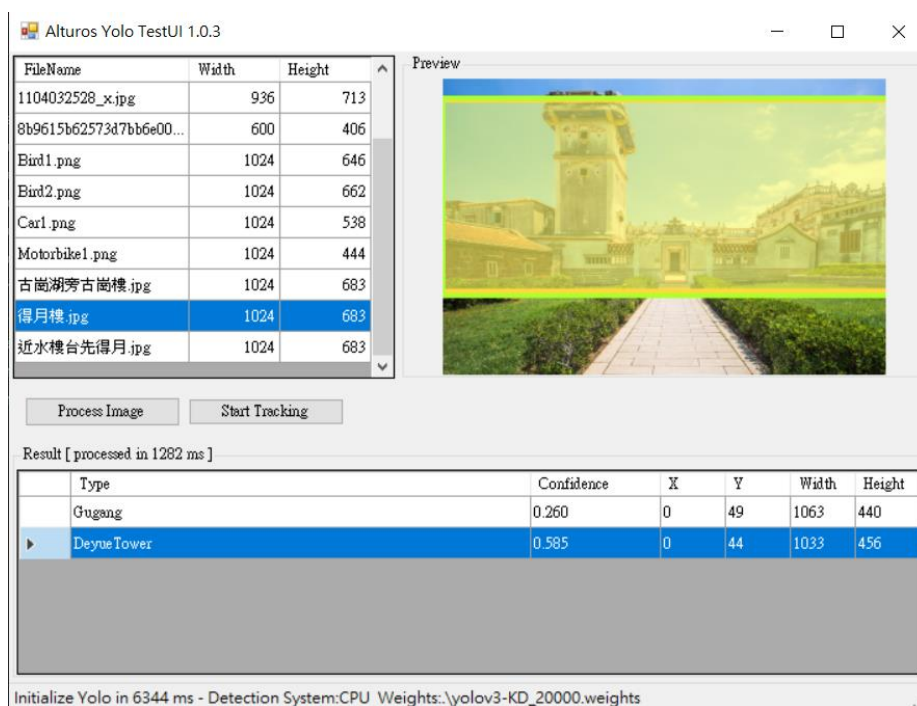 Alturos Yolo TestUI 1.0.3
FileName Width Height
1104032528_x.jpg 936 713
8b9615b62573d7bb6e00... 600 406
Bird1.png 1024 646
Bird2.png 1024 662
Car1.png 1024 538
Motorbike1.png 1024 444
古崗湖旁古崗樓.jpg 1024 683
得月樓.jpg 1024 683
近水樓台先得月.jpg 1024 683
Preview
Process Image Start Tracking
Result [ processed in 1282 ms ]
Type Confidence X Y Width Height
Gugang 0.260 0 49 1063 440
DeyueTower 0.585 0 44 1033 456
Initialize Yolo in 6344 ms - Detection System:CPU Weights:.\yolov3-KD_20000.weights